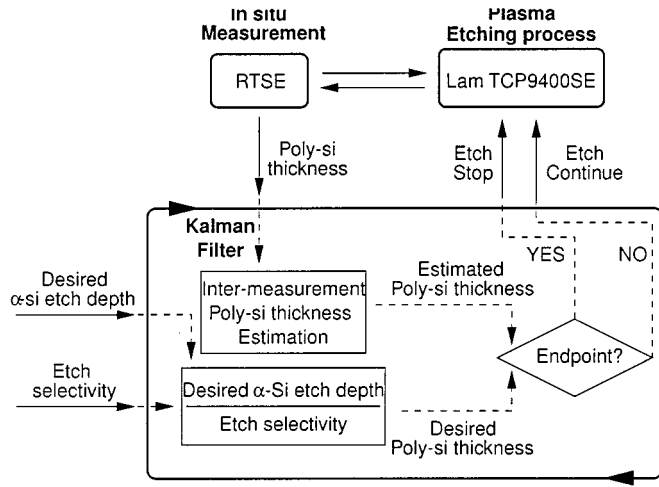 In situ
Measurement
Plasma
Etching process
RTSE
Lam TCP9400SE
Poly-si
thickness
Etch
Stop
Etch
Continue
Kalman
Filter
YES
NO
Desired
α-si etch depth
Inter-measurement
Poly-si thickness
Estimation
Estimated
Poly-si thickness
Endpoint?
Etch
selectivity
Desired α-Si etch depth
Etch selectivity
Desired
Poly-si thickness